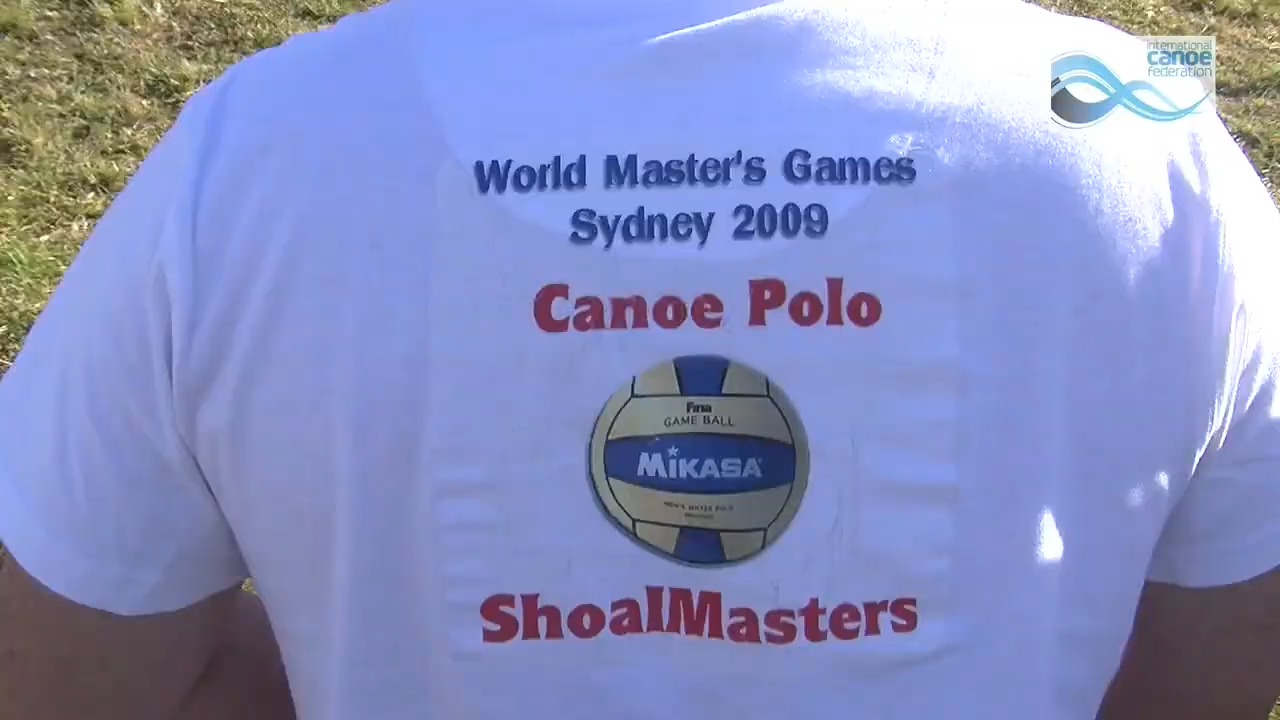 international
canoe
federation
World Master's Games
Sydney 2009
Canoe Polo
Fina
GAME BALL
MIKASA
ShoalMasters